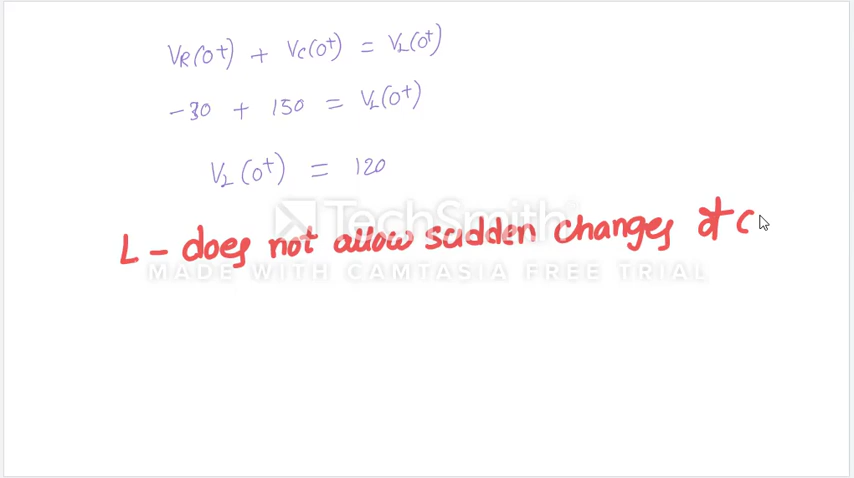 VR(0+) + VC(0+) = VL(0+)
-30 + 150 = VL(0+)
VL(0+) = 120
TechSmith
L - does not allow sudden changes of c
MADE WITH CAMTASIA FREE TRIAL